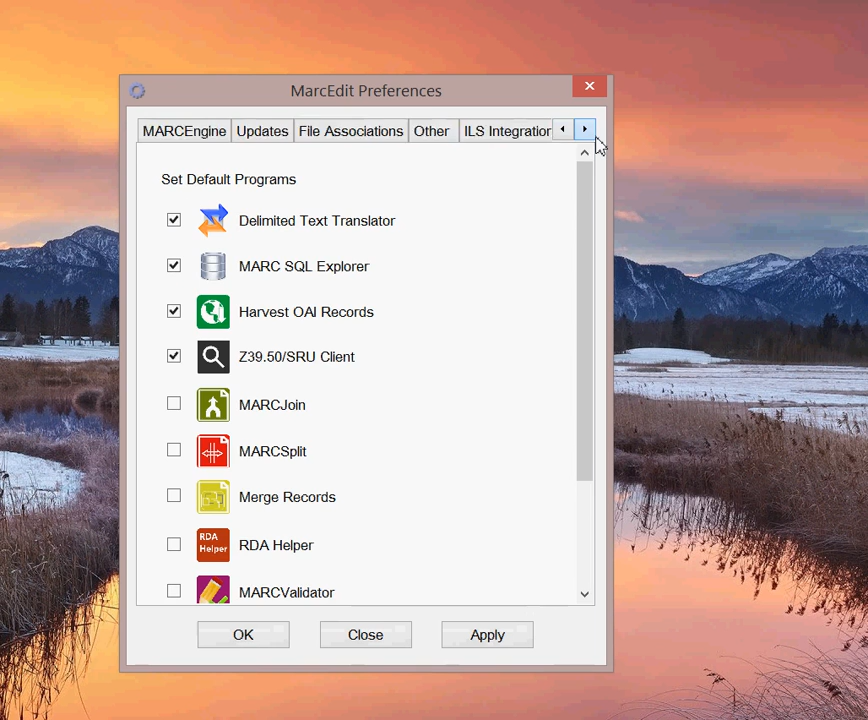 MarcEdit Preferences
MARCEngine Updates File Associations Other ILS Integration
Set Default Programs
Delimited Text Translator
MARC SQL Explorer
Harvest OAI Records
Z39.50/SRU Client
MARCJoin
MARCSplit
Merge Records
RDA
Helper
RDA Helper
MARCValidator
OK Close Apply